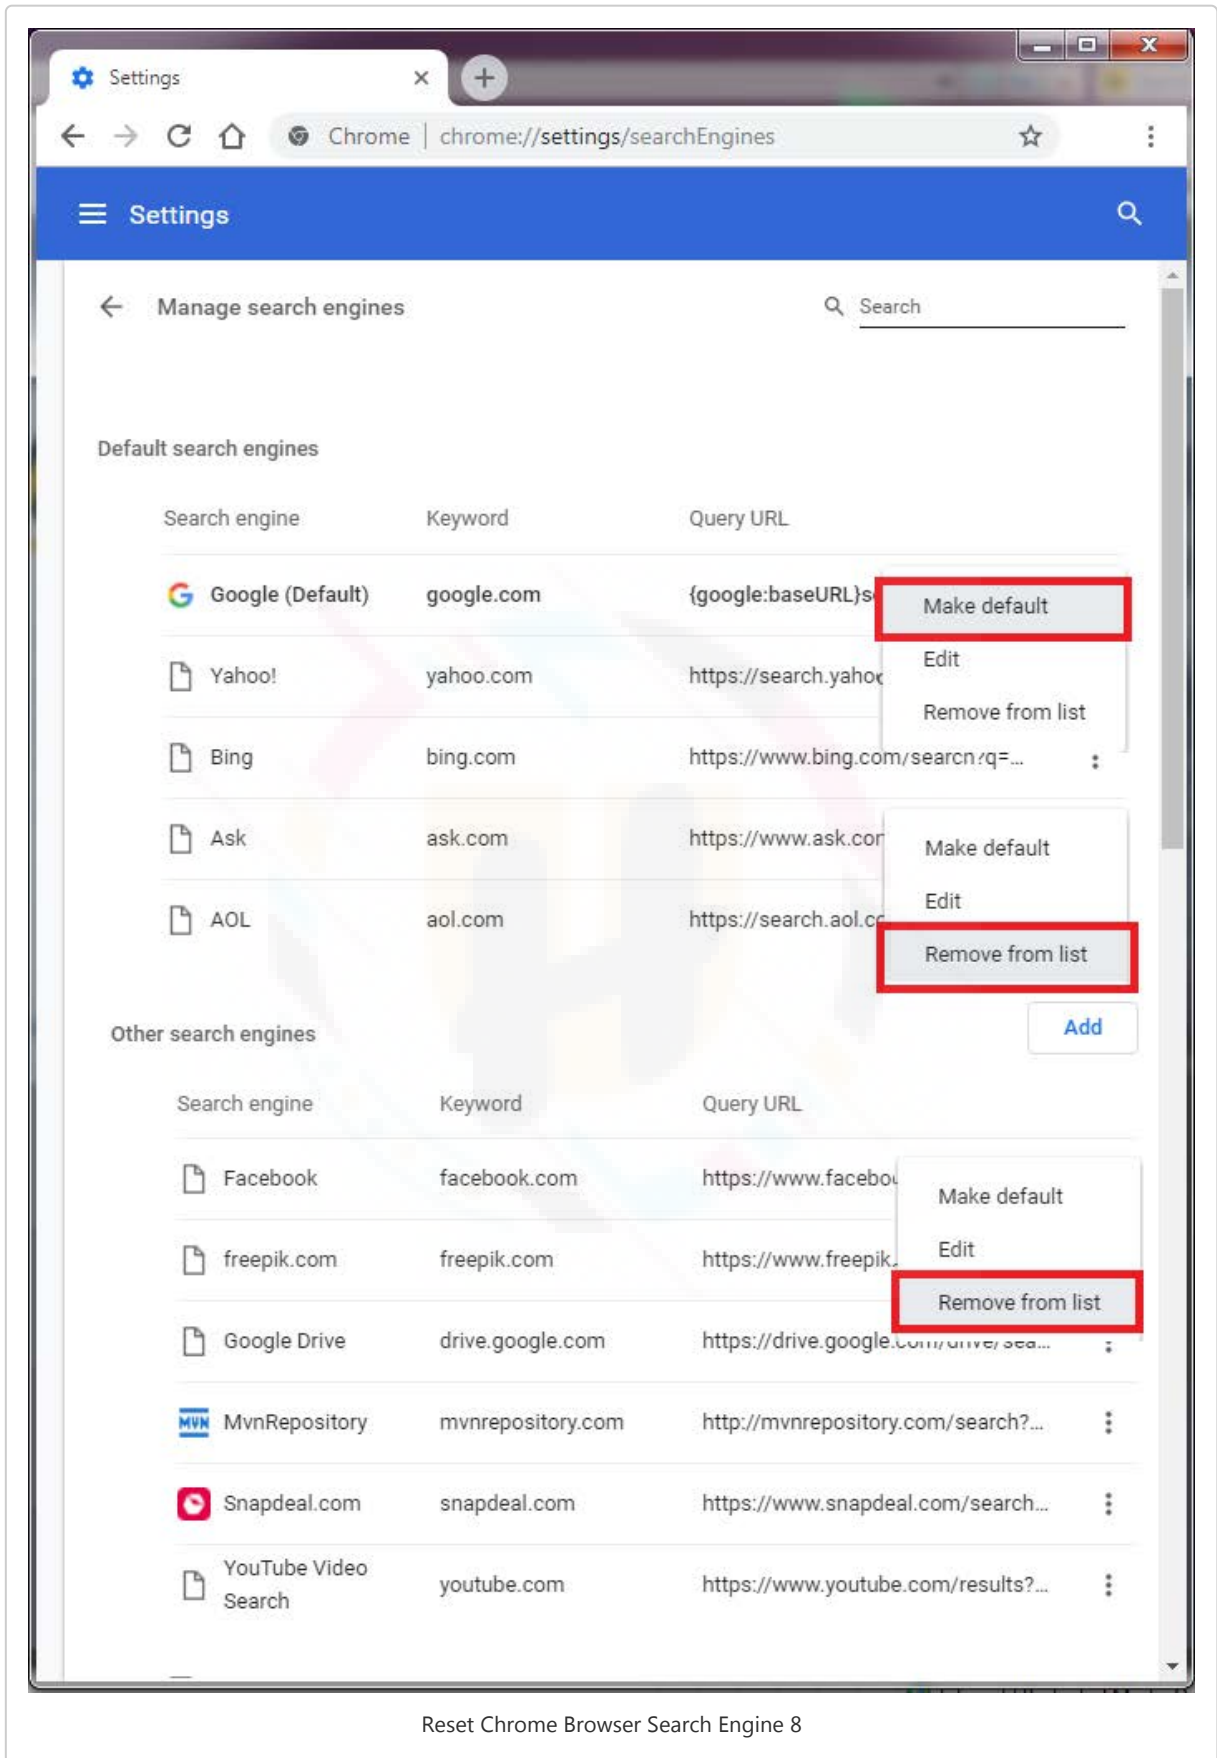 Settings
Chrome | chrome://settings/searchEngines
Settings
Manage search engines
Search
Default search engines
Search engine Keyword Query URL
Google (Default) google.com {google:baseURL}s
Make default
Edit
Remove from list
Yahoo! yahoo.com https://search.yahoo
Bing bing.com https://www.bing.com/search?q=...
Ask ask.com https://www.ask.cor
Make default
Edit
Remove from list
AOL aol.com https://search.aol.co
Other search engines
Add
Search engine Keyword Query URL
Facebook facebook.com https://www.facebo
Make default
Edit
Remove from list
freepik.com freepik.com https://www.freepik.
Google Drive drive.google.com https://drive.google.com/drive/sea...
MVN MvnRepository mvnrepository.com http://mvnrepository.com/search?...
Snapdeal.com snapdeal.com https://www.snapdeal.com/search...
YouTube Video
Search youtube.com https://www.youtube.com/results?...
Reset Chrome Browser Search Engine 8